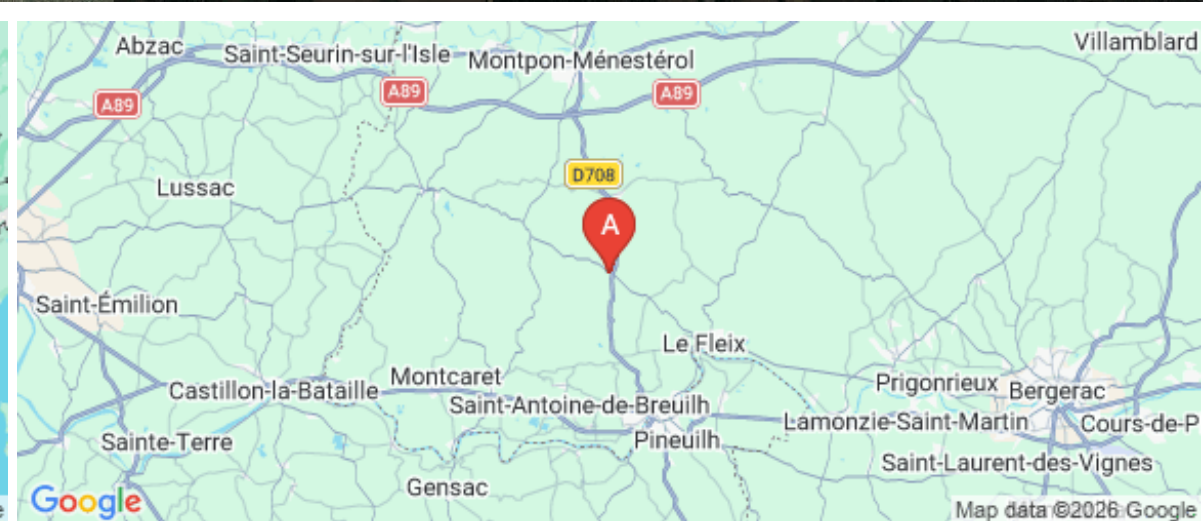 Abzac
Saint-Seurin-sur-l'Isle
Montpon-Ménestérol
Villamblard
A89
A89
A89
D708
Lussac
A
Saint-Émilion
Le Fleix
Castillon-la-Bataille
Montcaret
Prigonrieux
Bergerac
Saint-Antoine-de-Breuilh
Lamonzie-Saint-Martin
Cours-de-P
Sainte-Terre
Pineuilh
Saint-Laurent-des-Vignes
Gensac
Google
Map data ©2026 Google